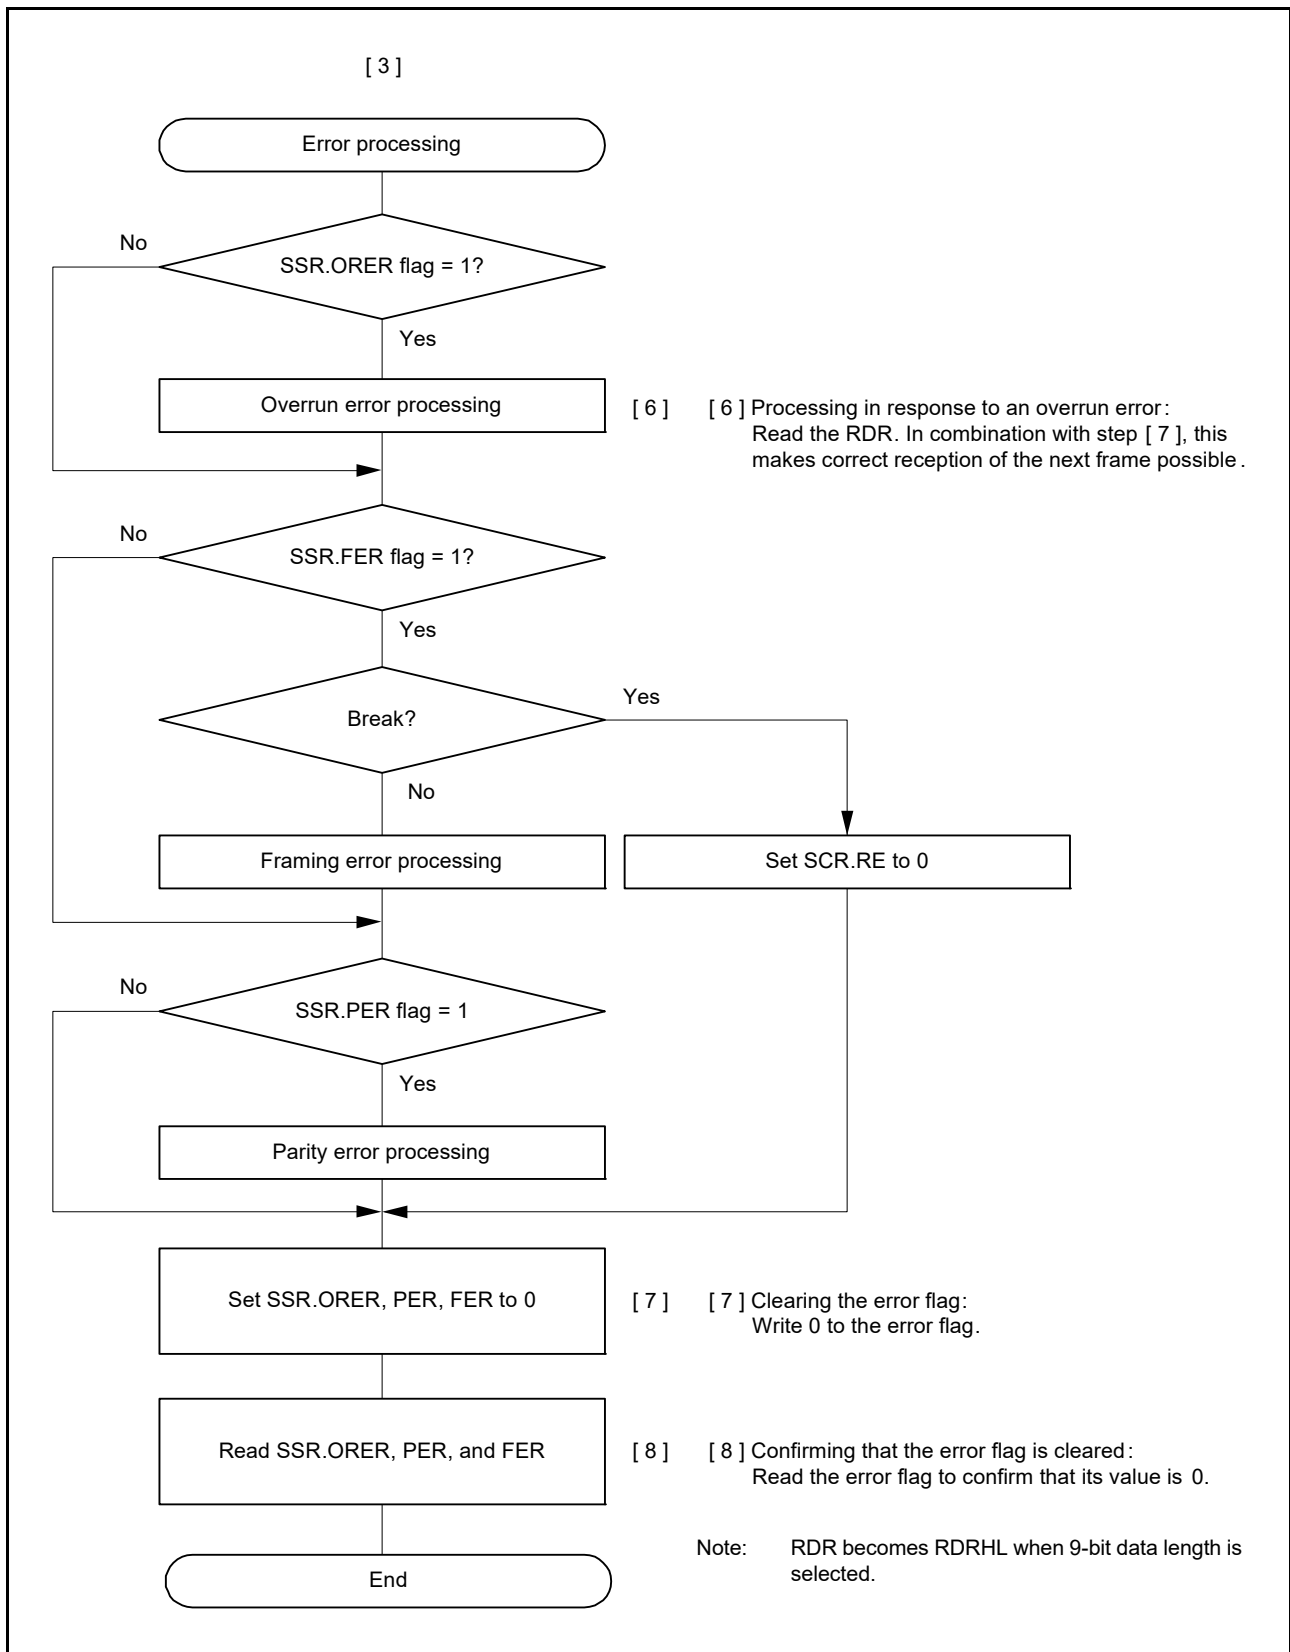 [ 3 ]
Error processing
No
SSR.ORER flag = 1?
Yes
Overrun error processing
[ 6 ]
[ 6 ] Processing in response to an overrun error:
Read the RDR. In combination with step [ 7 ], this
makes correct reception of the next frame possible.
No
SSR.FER flag = 1?
Yes
Break?
Yes
No
Framing error processing
Set SCR.RE to 0
No
SSR.PER flag = 1
Yes
Parity error processing
Set SSR.ORER, PER, FER to 0
[ 7 ]
[ 7 ] Clearing the error flag:
Write 0 to the error flag.
Read SSR.ORER, PER, and FER
[ 8 ]
[ 8 ] Confirming that the error flag is cleared:
Read the error flag to confirm that its value is 0.
Note: RDR becomes RDRHL when 9-bit data length is
selected.
End